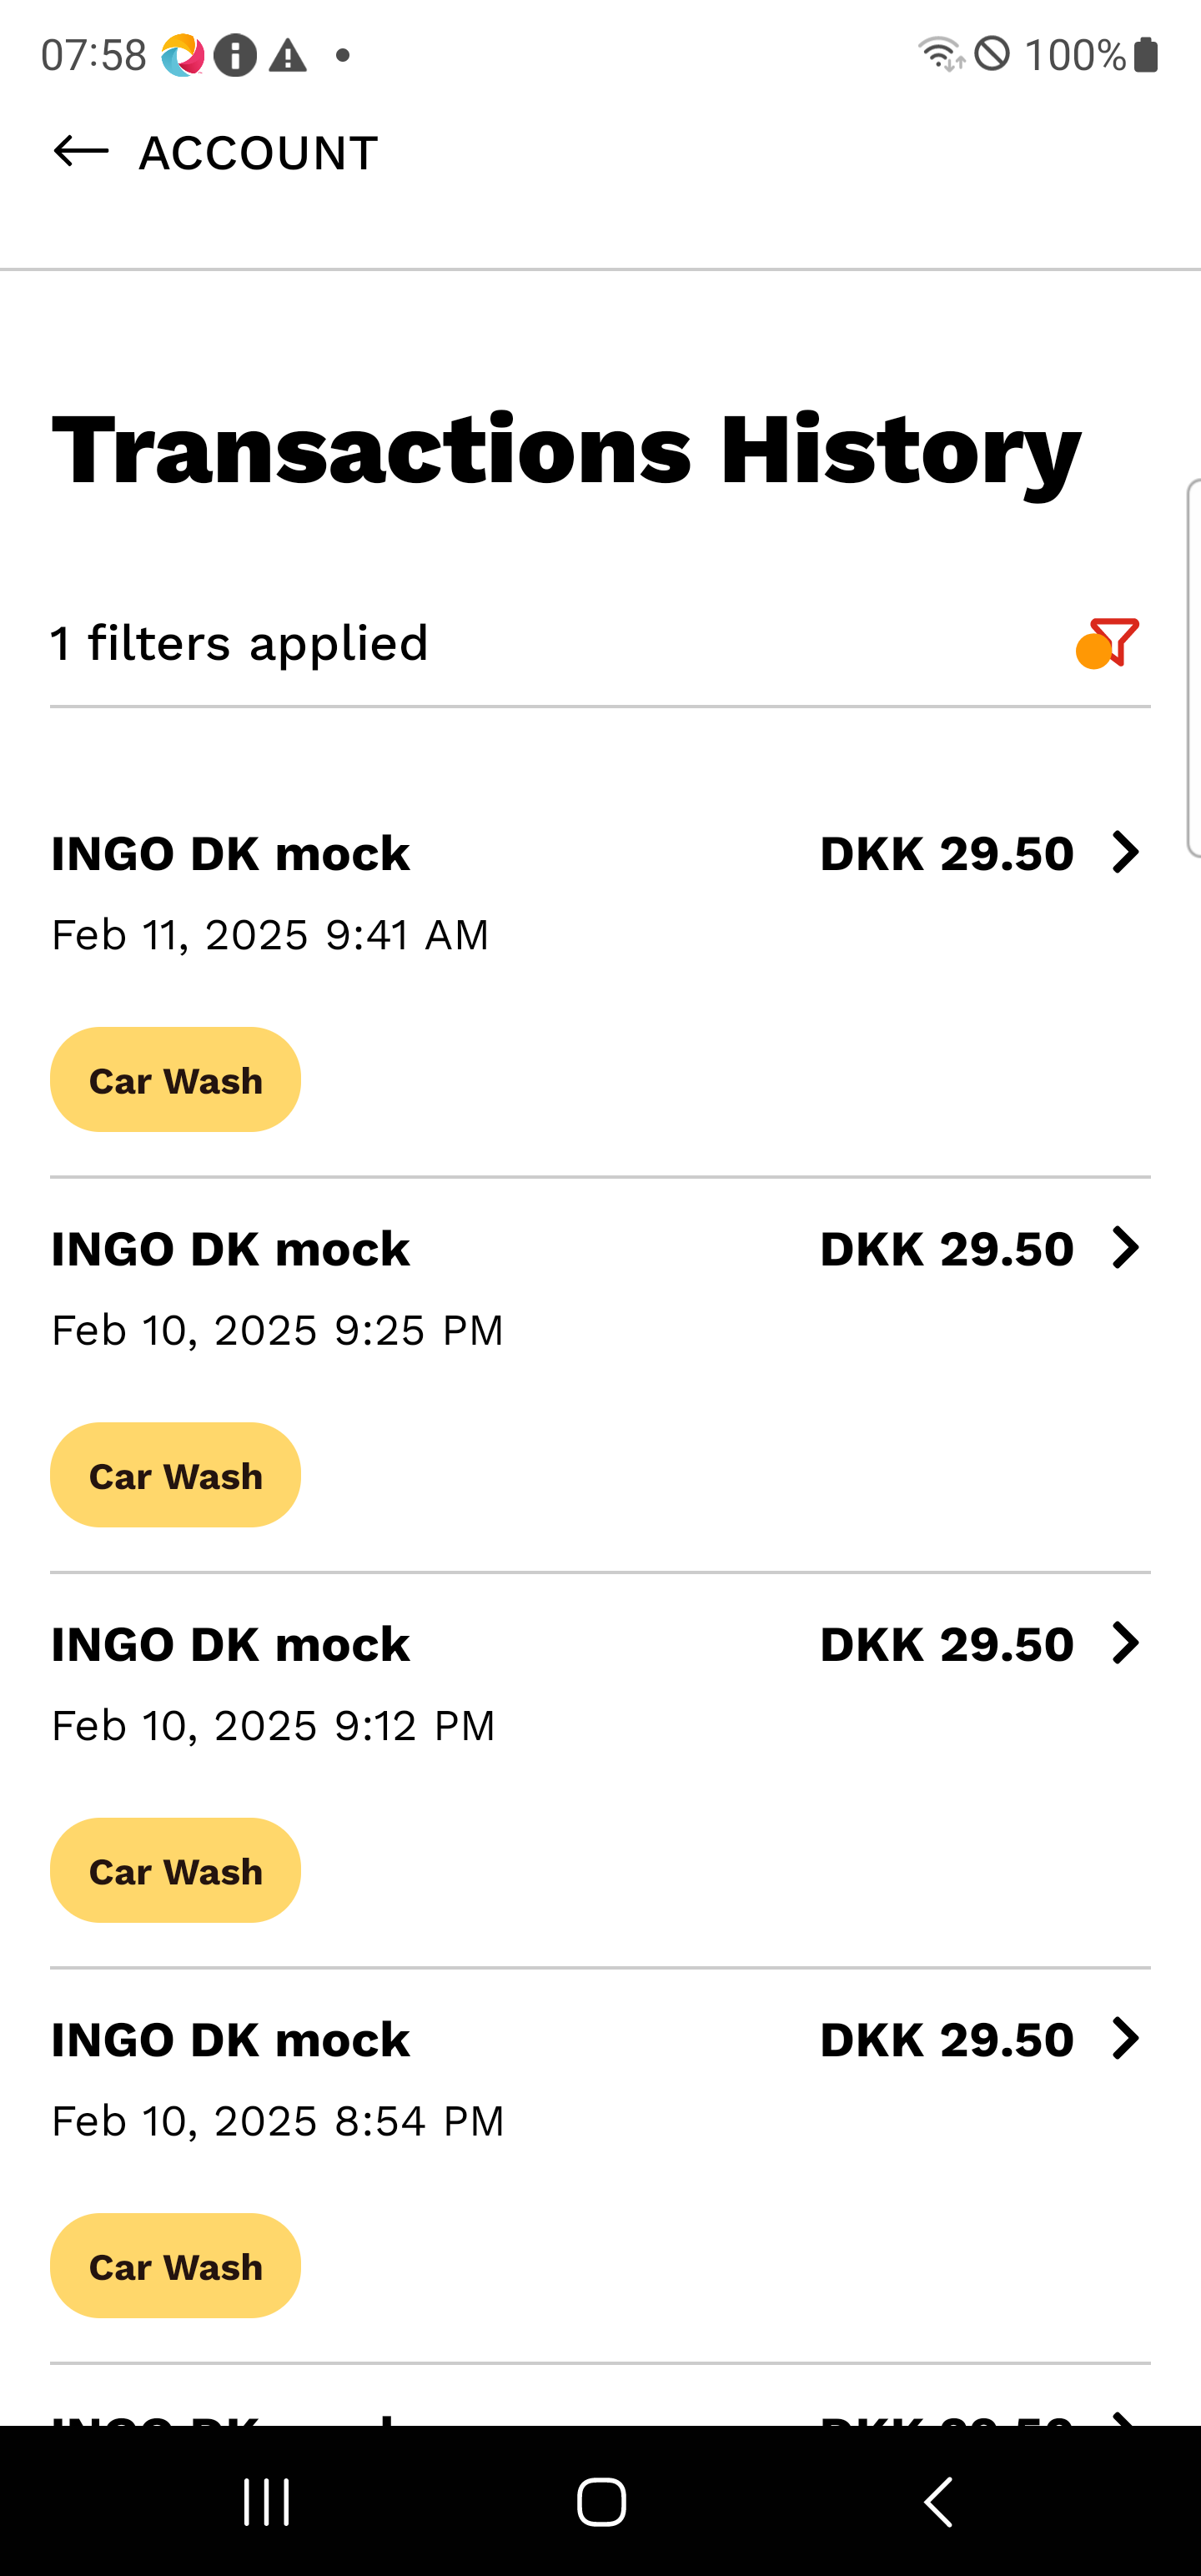 07:58
100%
ACCOUNT
Transactions History
1 filters applied
INGO DK mock DKK 29.50
Feb 11, 2025 9:41 AM
Car Wash
INGO DK mock DKK 29.50
Feb 10, 2025 9:25 PM
Car Wash
INGO DK mock DKK 29.50
Feb 10, 2025 9:12 PM
Car Wash
INGO DK mock DKK 29.50
Feb 10, 2025 8:54 PM
Car Wash